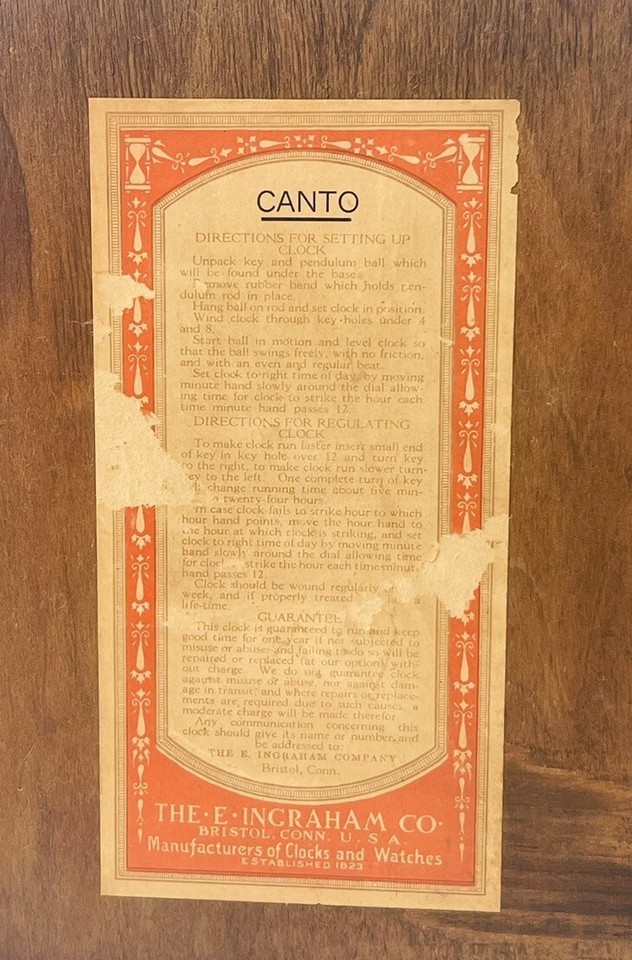 CANTO
DIRECTIONS FOR SETTING UP
CLOCK
Unpack key and pendulum ball which
will be found under the base.
Remove rubber band which holds pen-
dulum rod in place.
Hang ball on rod and set clock in position.
Wind clock through key-holes under 4
and 8.
Start ball in motion and level clock so
that the ball swings freely, with no friction,
and with an even and regular beat.
Set clock to right time of day, by moving
minute hand slowly around the dial allow-
ing time for clock to strike the hour each
time minute hand passes 12.
DIRECTIONS FOR REGULATING
CLOCK
To make clock run faster insert small end
of key in key hole over 12 and turn key
to the right, to make clock run slower turn
key to the left. One complete turn of key
change running time about five min-
twenty-four hours.
In case clock fails to strike hour to which
hour hand points, move the hour hand to
the hour at which clock is striking, and set
clock to right time of day by moving minute
hand slowly around the dial allowing time
for clock strike the hour each time minute
hand passes 12.
Clock should be wound regularly
week, and if properly treated
life-time.
GUARANTEE
This clock is guaranteed to run and keep
good time for one year if not subjected to
misuse or abuse, and failing to do so will be
repaired or replaced (at our option) with-
out charge. We do not guarantee clock
against misuse or abuse, nor against dam-
age in transit; and where repairs or replace-
ments are required due to such causes, a
moderate charge will be made therefor.
Any communication concerning this
clock should give its name or number, and
be addressed to:
THE E. INGRAHAM COMPANY
Bristol, Conn.
THE·E·INGRAHAM CO·
BRISTOL, CONN. U. S. A.
Manufacturers of Clocks and Watches
ESTABLISHED 1823